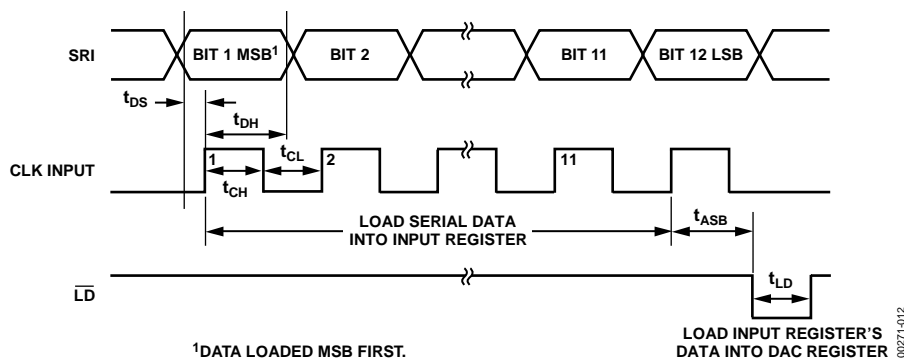 SRI
BIT 1 MSB¹
BIT 2
BIT 11
BIT 12 LSB
tDS
tDH
CLK INPUT
1
tCH
tCL
2
11
LOAD SERIAL DATA
INTO INPUT REGISTER
tASB
LD
tLD
¹DATA LOADED MSB FIRST.
LOAD INPUT REGISTER'S
DATA INTO DAC REGISTER
00271-012